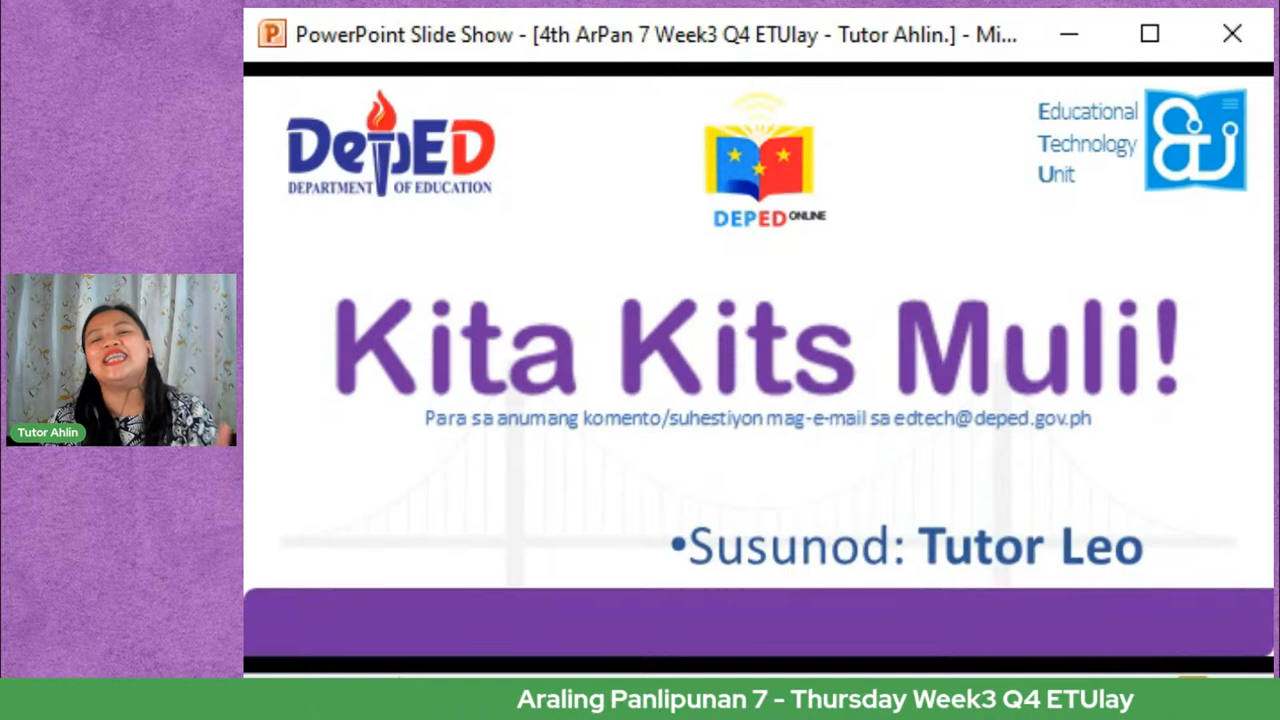 PowerPoint Slide Show - [4th ArPan 7 Week3 Q4 ETUlay - Tutor Ahlin.] - Mi...
DepED
DEPARTMENT OF EDUCATION
DEPED ONLINE
Educational
Technology
Unit
Kita Kits Muli!
Para sa anumang komento/suhestiyon mag-e-mail sa edtech@deped.gov.ph
Tutor Ahlin
•Susunod: Tutor Leo
Araling Panlipunan 7 - Thursday Week3 Q4 ETUlay